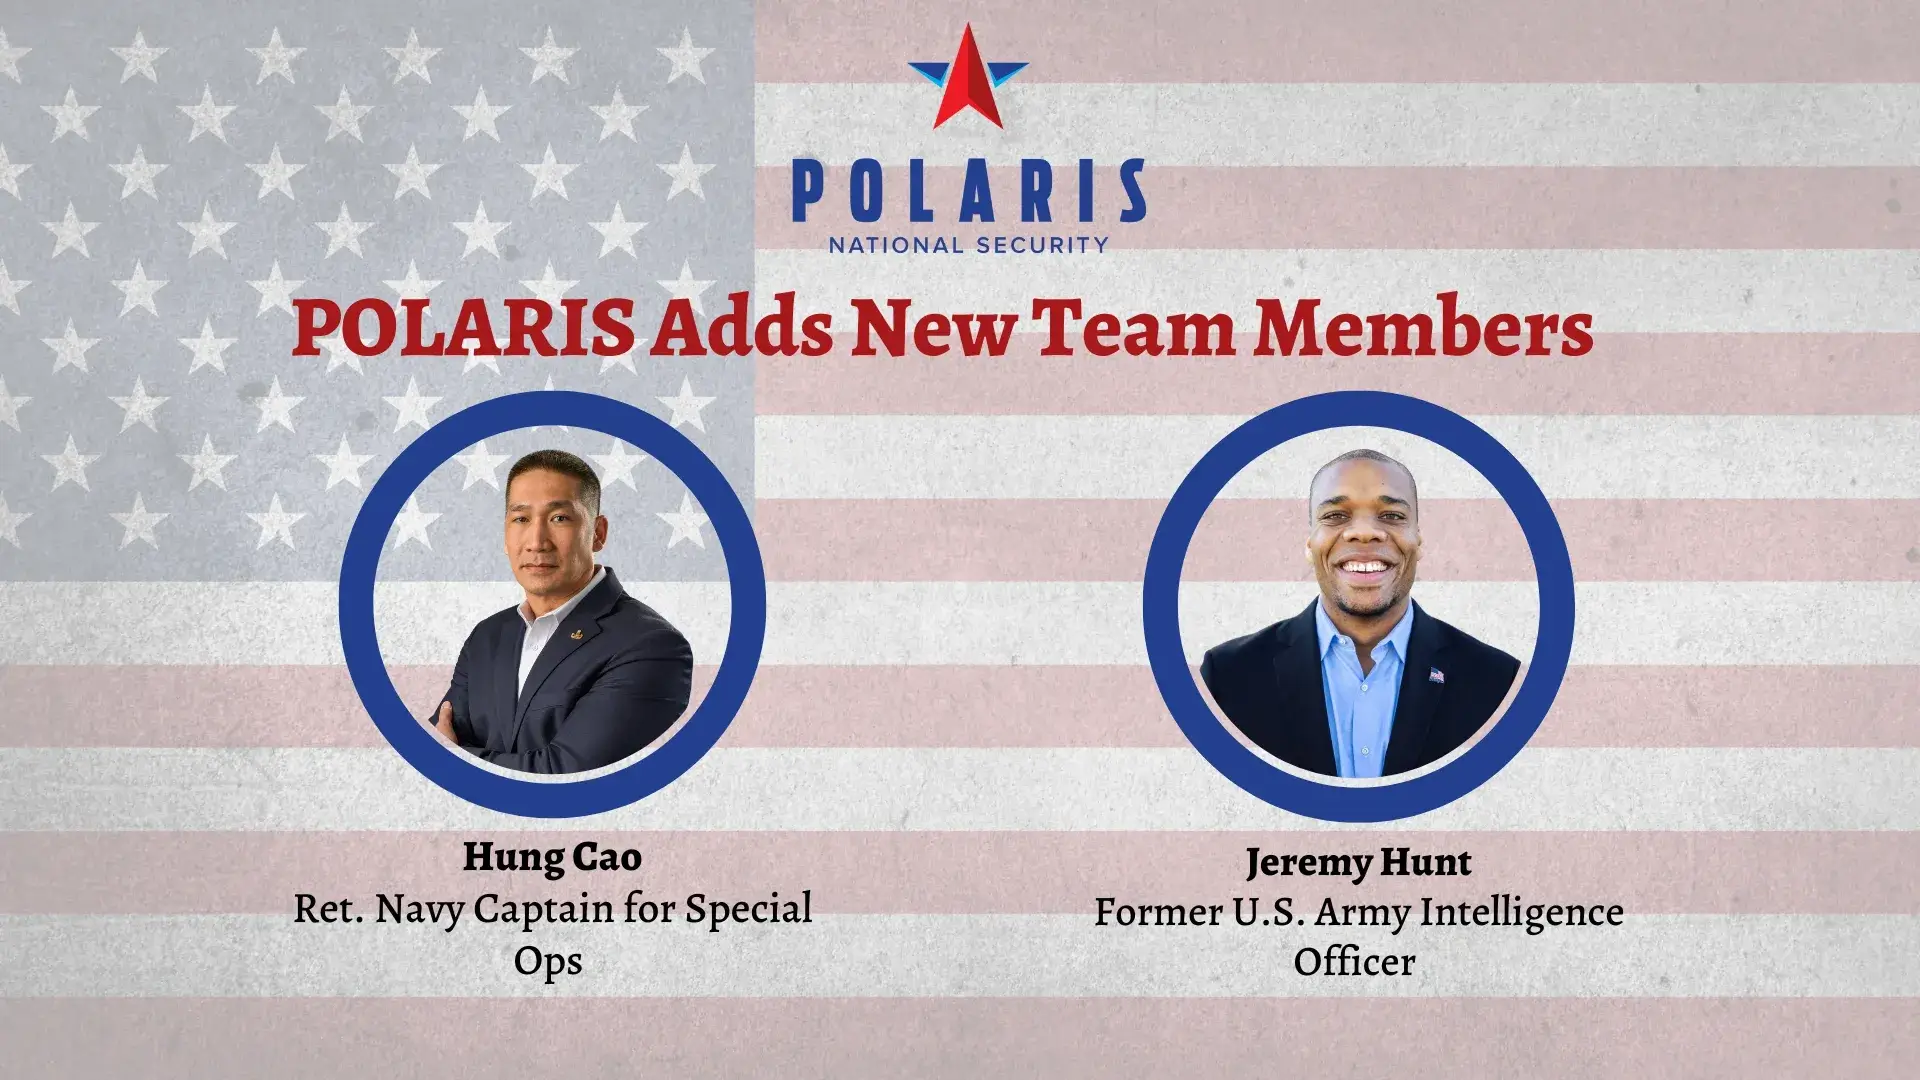 POLARIS
NATIONAL SECURITY
POLARIS Adds New Team Members
Hung Cao
Ret. Navy Captain for Special
Ops
Jeremy Hunt
Former U.S. Army Intelligence
Officer